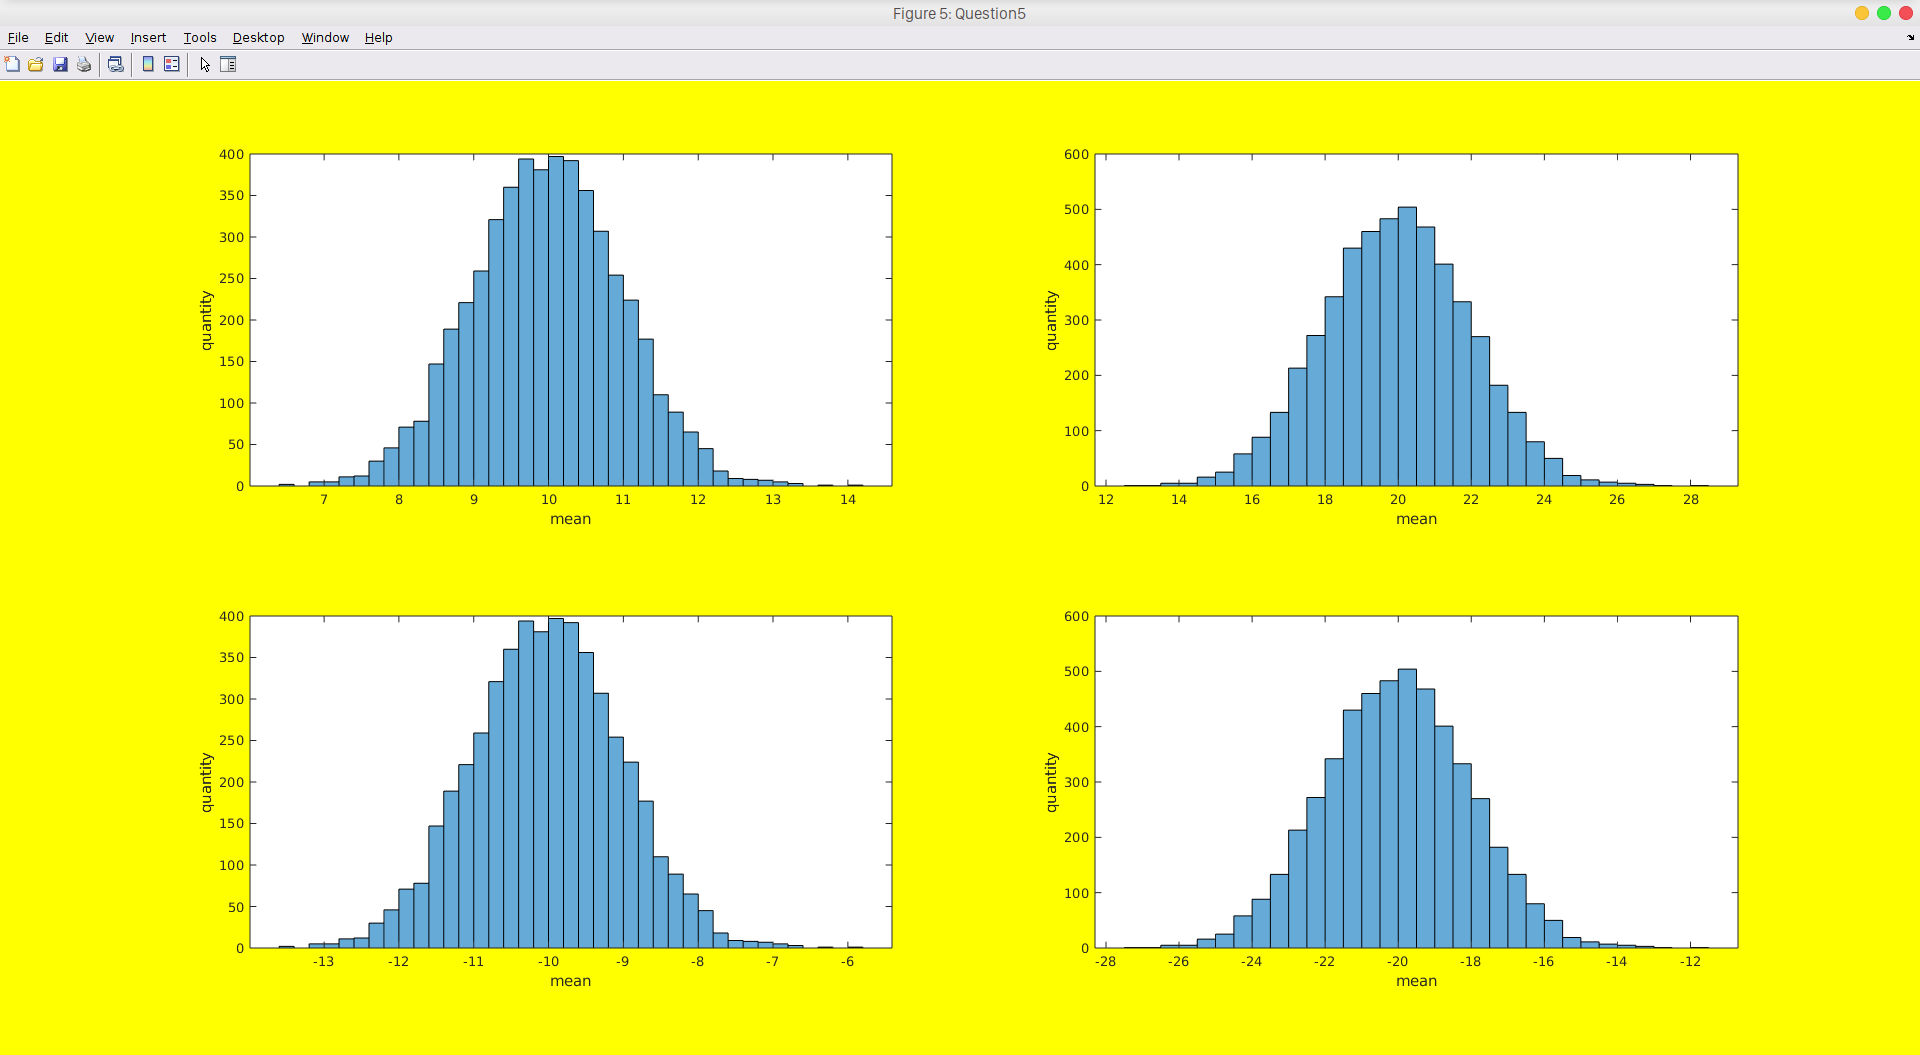 Figure 5: Question5
File Edit View Insert Tools Desktop Window Help
400
350
300
250
200
150
100
50
0
quantity
7 8 9 10 11 12 13 14
mean
600
500
400
300
200
100
0
quantity
12 14 16 18 20 22 24 26 28
mean
400
350
300
250
200
150
100
50
0
quantity
-13 -12 -11 -10 -9 -8 -7 -6
mean
600
500
400
300
200
100
0
quantity
-28 -26 -24 -22 -20 -18 -16 -14 -12
mean